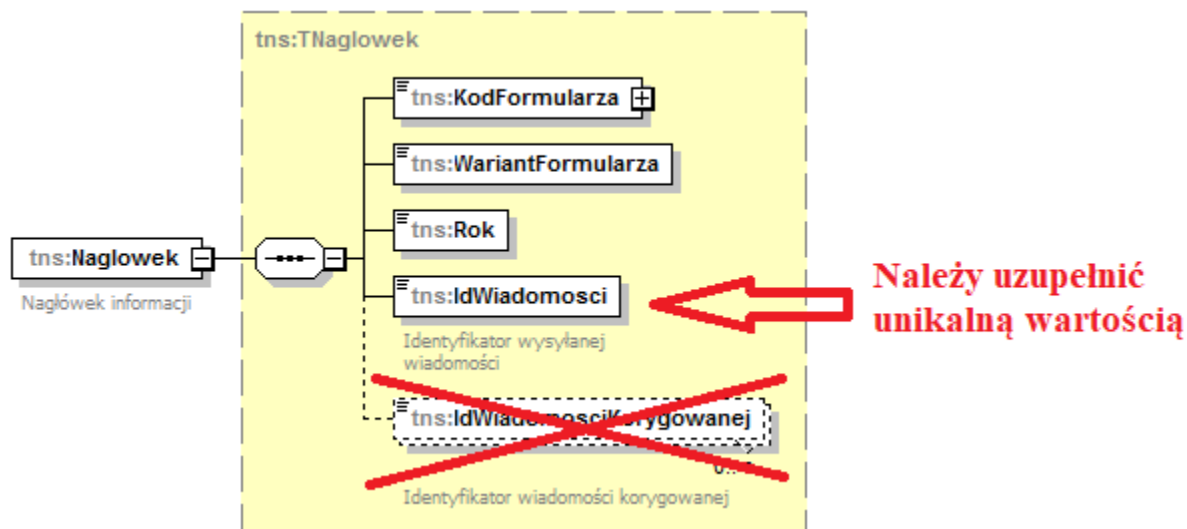 tns:TNaglowek
tns:KodFormularza
tns:WariantFormularza
tns:Rok
tns:Naglowek
Nagłówek informacji
tns:IdWiadomosci
Identyfikator wysyłanej
wiadomości
Należy uzupełnić
unikalną wartością
tns:IdWiadomosciKorygowanej
Identyfikator wiadomości korygowanej